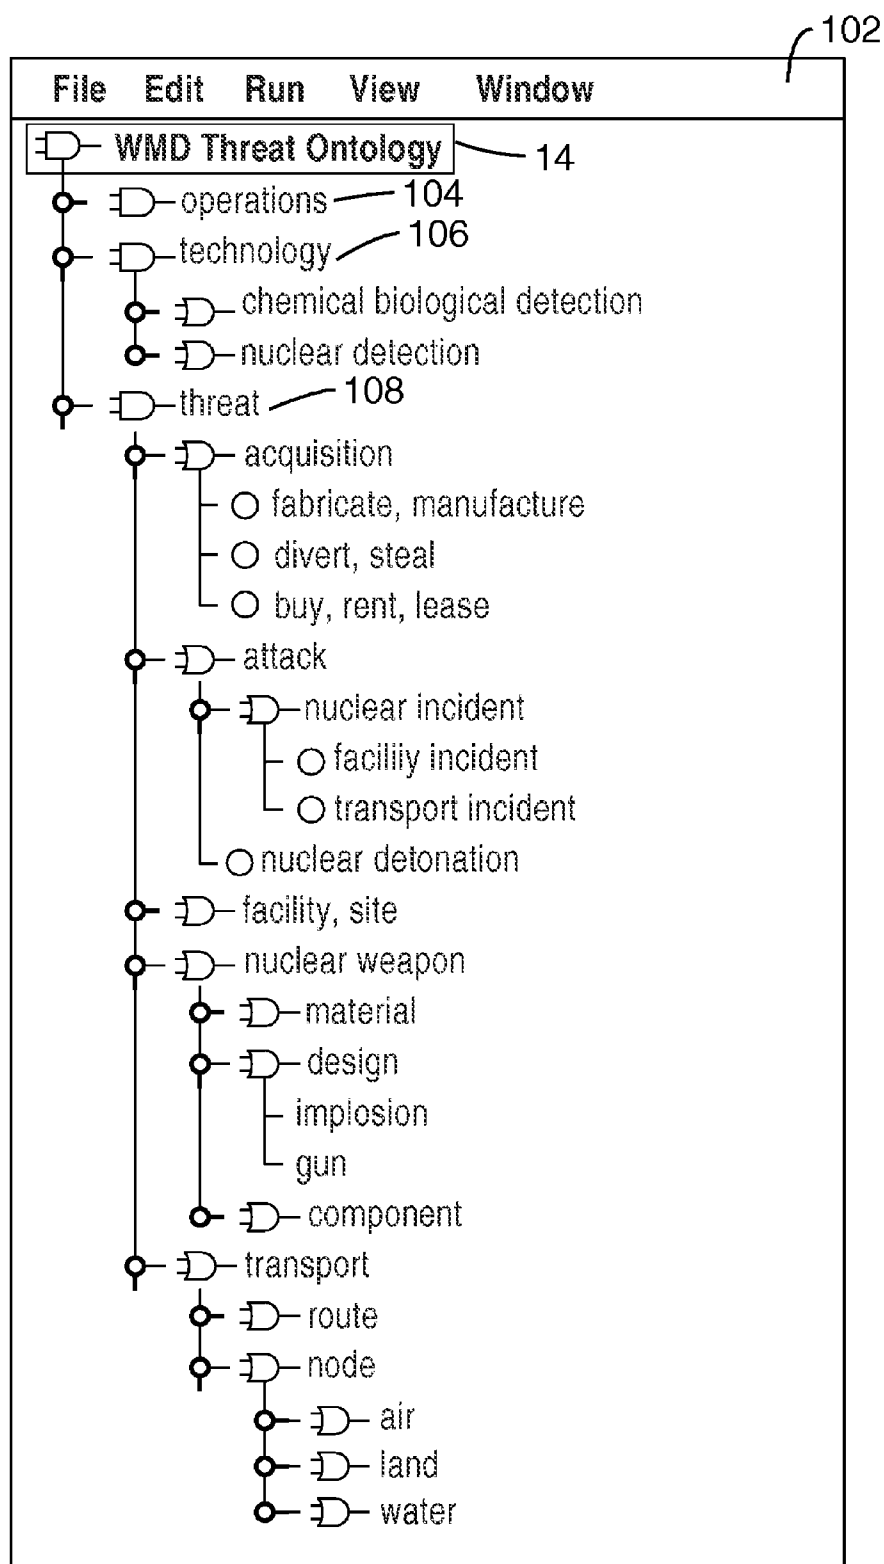 102
File Edit Run View Window
WMD Threat Ontology 14
operations 104
technology 106
chemical biological detection
nuclear detection
threat 108
acquisition
fabricate, manufacture
divert, steal
buy, rent, lease
attack
nuclear incident
faciliiy incident
transport incident
nuclear detonation
facility, site
nuclear weapon
material
design
implosion
gun
component
transport
route
node
air
land
water